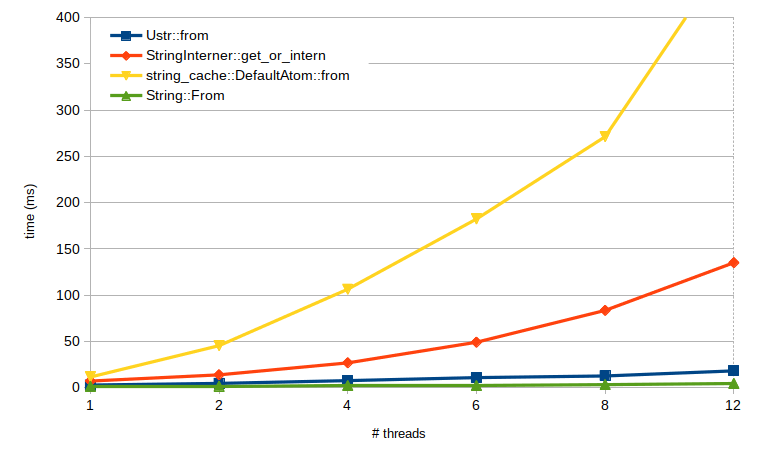 400
350
300
250
200
150
100
50
0
time (ms)
Ustr::from
StringInterner::get_or_intern
string_cache::DefaultAtom::from
String::From
1 2 4 6 8 12
# threads